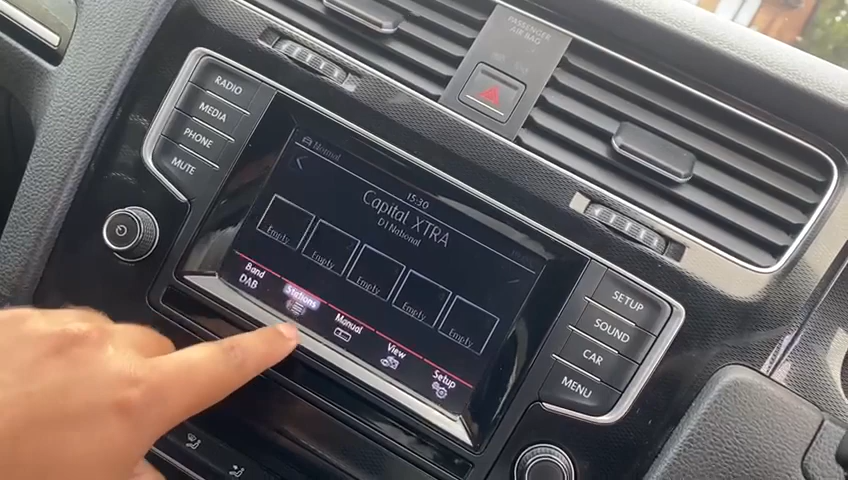 PASSENGER
AIR BAG
RADIO
MEDIA
PHONE
MUTE
Normal
15:30
Capital XTRA
D1 National
Empty
Empty
Empty
Empty
Empty
Band
DAB
Stations
Manual
View
Setup
SETUP
SOUND
CAR
MENU